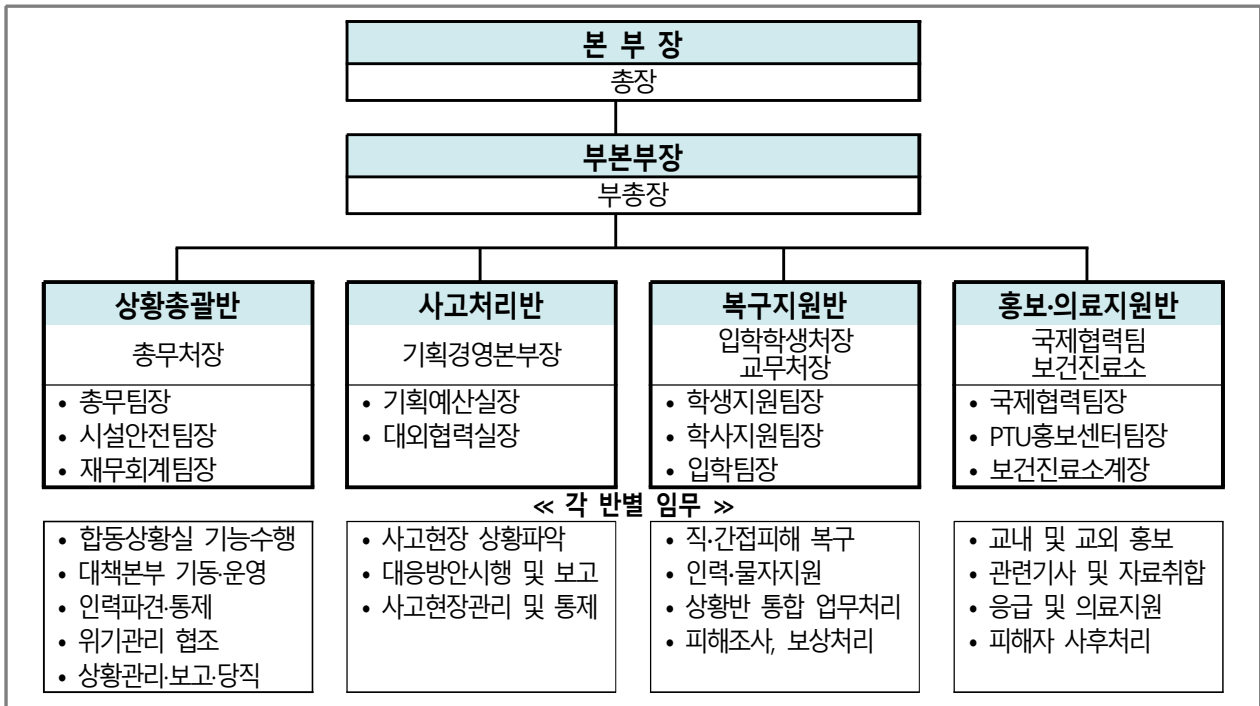 본 부 장
총장
부본부장
부총장
상황총괄반
총무처장
• 총무팀장
• 시설안전팀장
• 재무회계팀장
사고처리반
기획경영본부장
• 기획예산실장
• 대외협력실장
복구지원반
입학학생처장
교무처장
• 학생지원팀장
• 학사지원팀장
• 입학팀장
홍보·의료지원반
국제협력팀
보건진료소
• 국제협력팀장
• PTU홍보센터팀장
• 보건진료소계장
≪ 각 반별 임무 ≫
• 합동상황실 기능수행
• 대책본부 기동·운영
• 인력파견·통제
• 위기관리 협조
• 상황관리·보고·당직
• 사고현장 상황파악
• 대응방안시행 및 보고
• 사고현장관리 및 통제
• 직·간접피해 복구
• 인력·물자지원
• 상황반 통합 업무처리
• 피해조사, 보상처리
• 교내 및 교외 홍보
• 관련기사 및 자료취합
• 응급 및 의료지원
• 피해자 사후처리